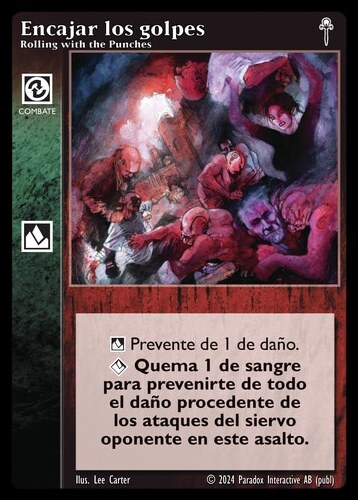 Encajar los golpes
Rolling with the Punches
COMBATE
Prevente de 1 de daño.
Quema 1 de sangre
para prevenirte de todo
el daño procedente de
los ataques del siervo
oponente en este asalto.
Illus. Lee Carter
© 2024 Paradox Interactive AB (publ)